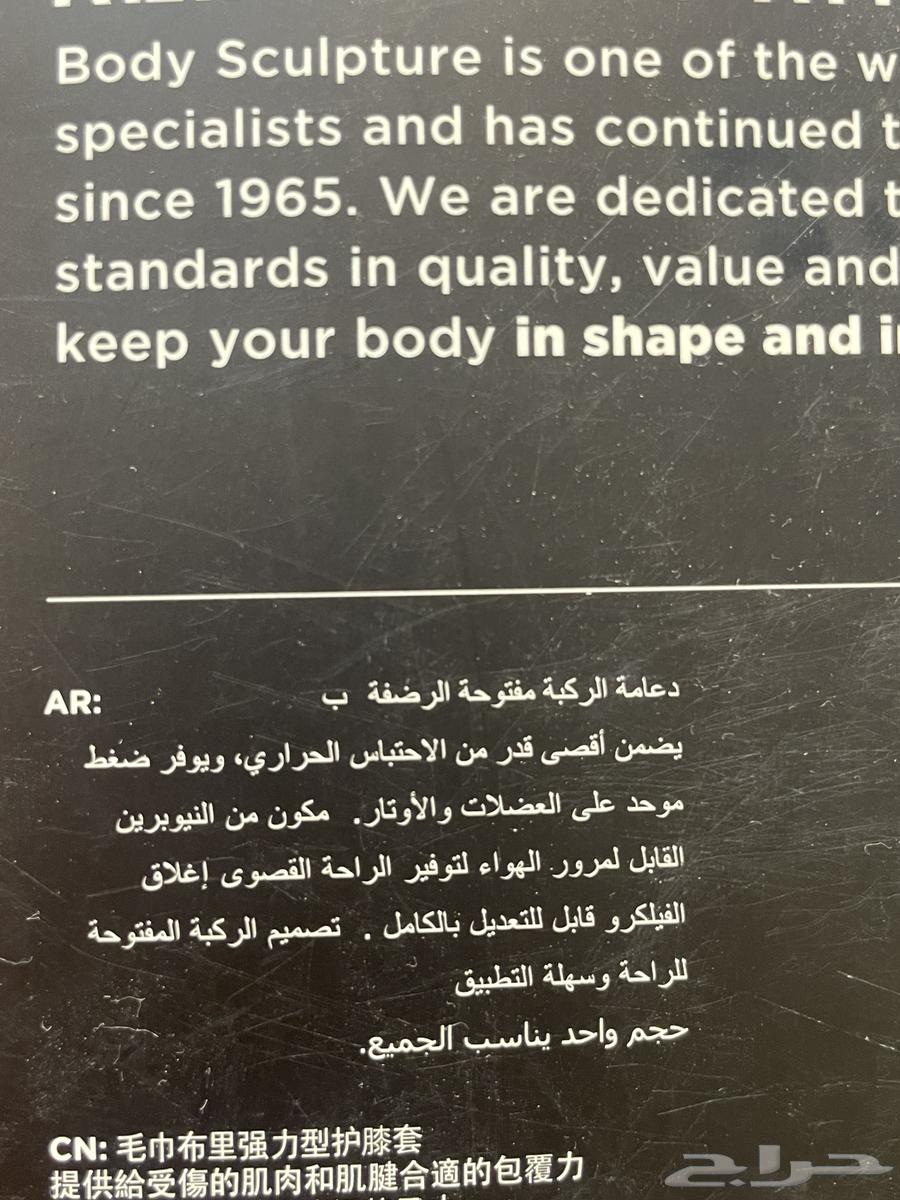 Body Sculpture is one of the
specialists and has continued
since 1965. We are dedicated
standards in quality, value and
keep your body in shape and
AR:
دعامة الركبة مفتوحة الرضفة ب
يضمن أقصى قدر من الاحتباس الحراري، ويوفر ضغط
موحد على العضلات والأوتار. مكون من النيوبرين
القابل لمرور الهواء لتوفير الراحة القصوى إغلاق
الفيلكرو قابل للتعديل بالكامل . تصميم الركبة المفتوحة
للراحة وسهلة التطبيق
حجم واحد يناسب الجميع.
CN: 毛巾布里强力型护膝套
提供給受傷的肌肉和肌腱合適的包覆力
حراج